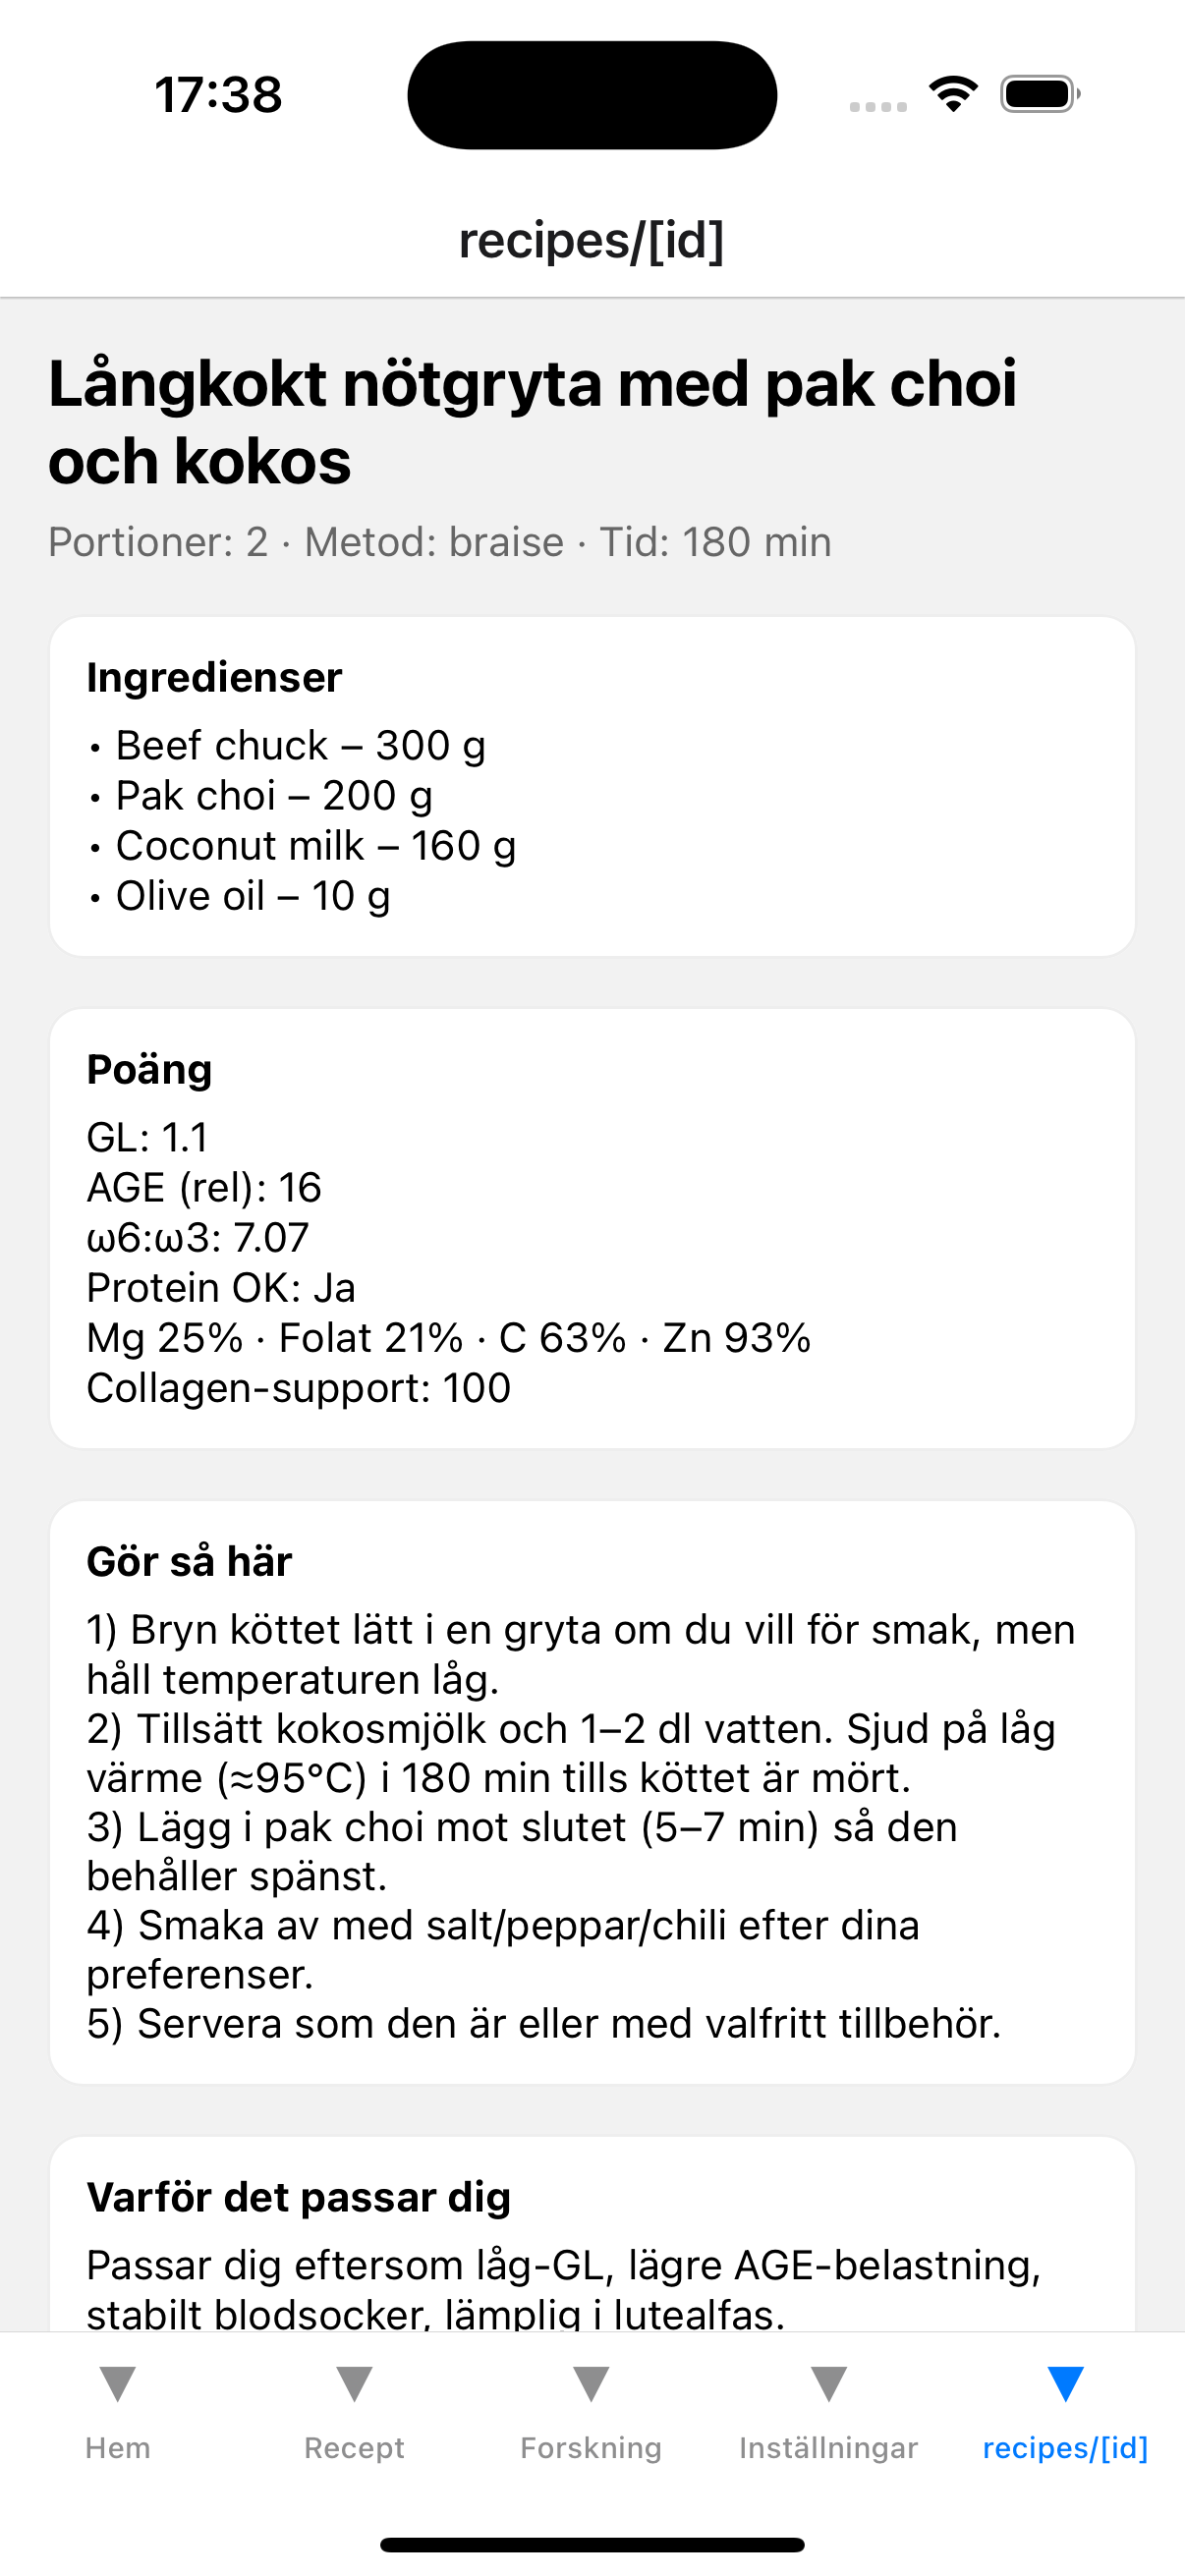 17:38
recipes/[id]
Långkokt nötgryta med pak choi
och kokos
Portioner: 2 · Metod: braise · Tid: 180 min
Ingredienser
• Beef chuck – 300 g
• Pak choi – 200 g
• Coconut milk – 160 g
• Olive oil – 10 g
Poäng
GL: 1.1
AGE (rel): 16
ω6:ω3: 7.07
Protein OK: Ja
Mg 25% · Folat 21% · C 63% · Zn 93%
Collagen-support: 100
Gör så här
1) Bryn köttet lätt i en gryta om du vill för smak, men
håll temperaturen låg.
2) Tillsätt kokosmjölk och 1–2 dl vatten. Sjud på låg
värme (≈95°C) i 180 min tills köttet är mört.
3) Lägg i pak choi mot slutet (5–7 min) så den
behåller spänst.
4) Smaka av med salt/peppar/chili efter dina
preferenser.
5) Servera som den är eller med valfritt tillbehör.
Varför det passar dig
Passar dig eftersom låg-GL, lägre AGE-belastning,
stabilt blodsocker, lämplig i lutealfas.
Hem
Recept
Forskning
Inställningar
recipes/[id]